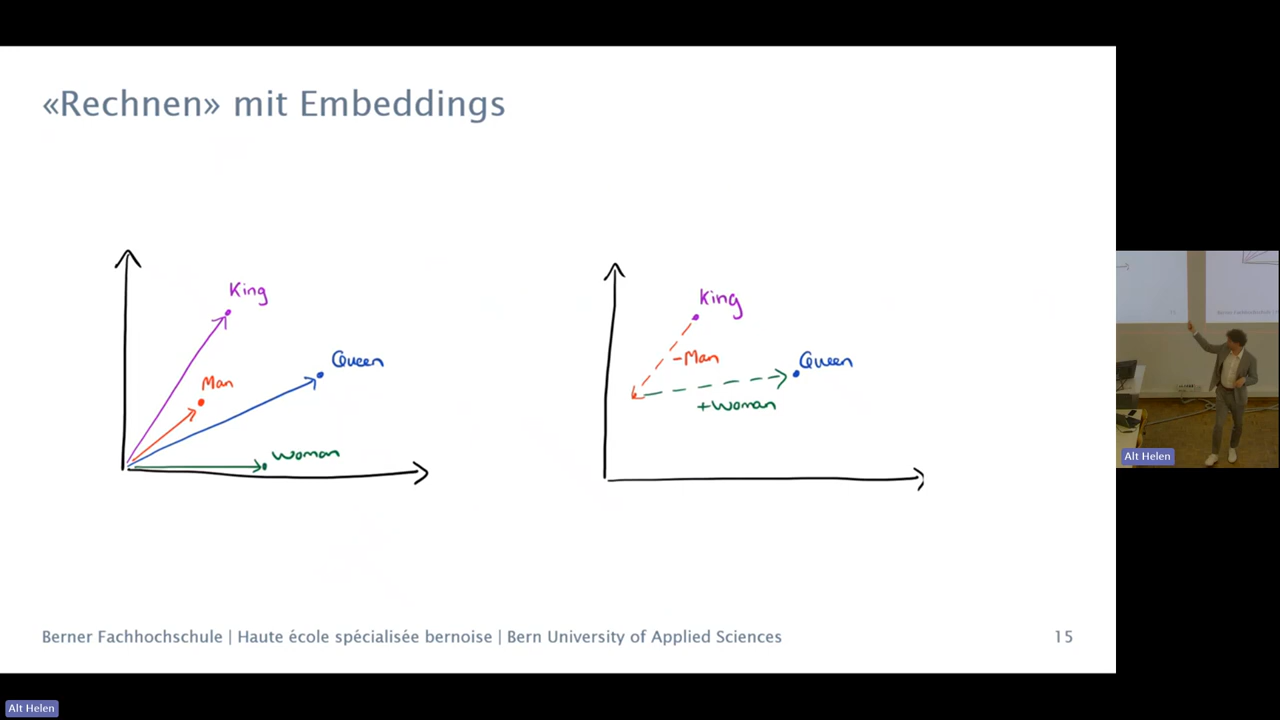 «Rechnen» mit Embeddings
King
Man
Queen
Woman
King
-Man
Queen
+Woman
Berner Fachhochschule | Haute école spécialisée bernoise | Bern University of Applied Sciences
15
Alt Helen
Alt Helen